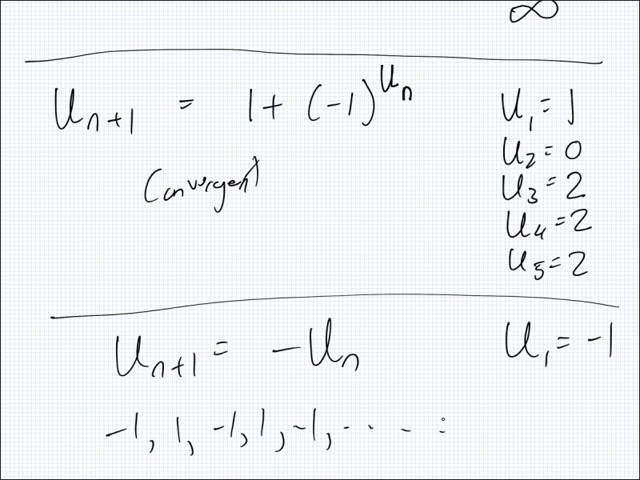 ∞
Uₙ₊₁ = 1 + (-1)^Uₙ
U₁ = 1
U₂ = 0
Convergent
U₃ = 2
U₄ = 2
U₅ = 2
Uₙ₊₁ = -Uₙ
U₁ = -1
-1, 1, -1, 1, -1, . . . . :